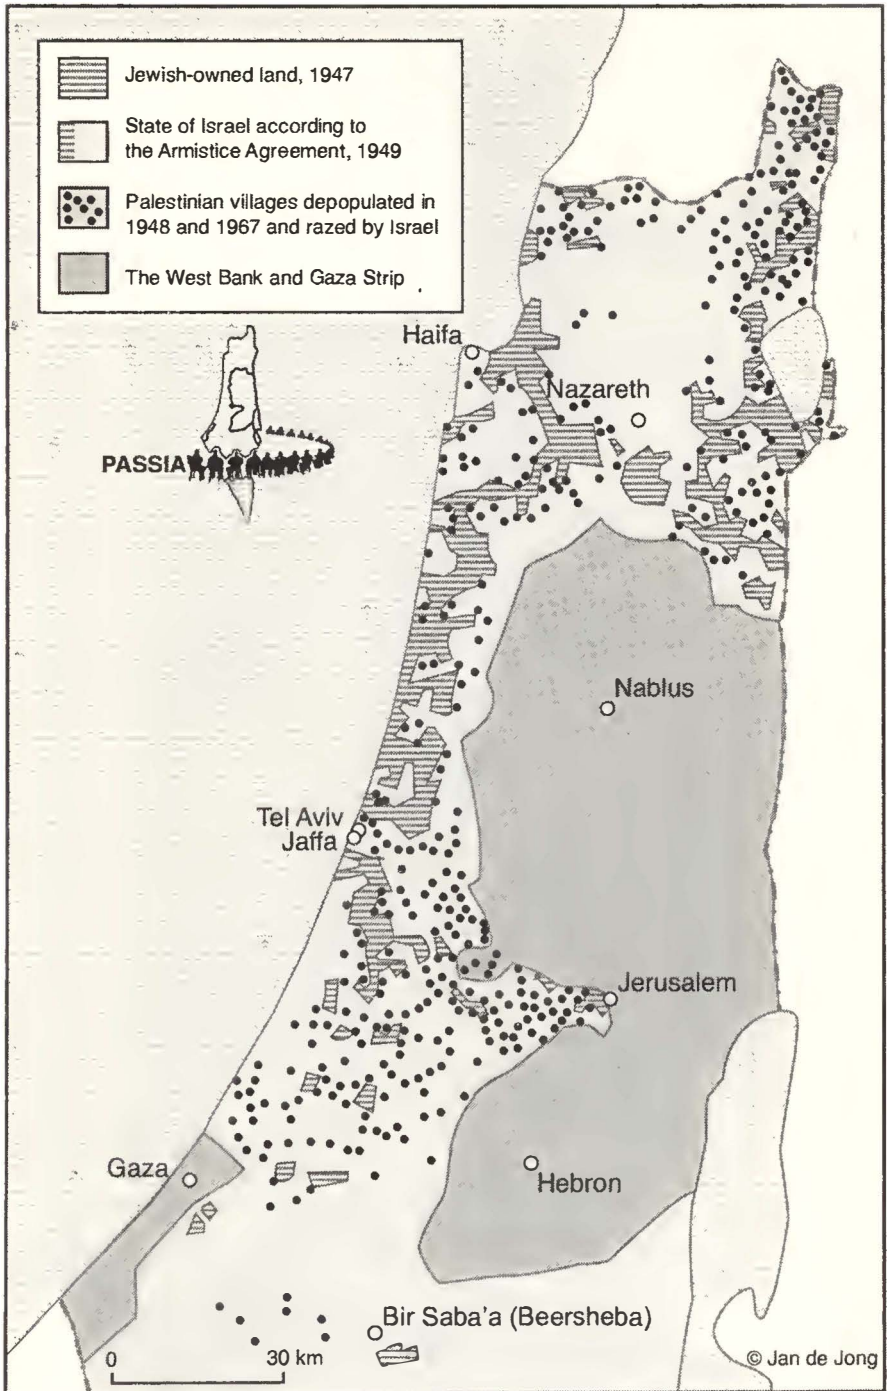 Jewish-owned land, 1947
State of Israel according to
the Armistice Agreement, 1949
Palestinian villages depopulated in
1948 and 1967 and razed by Israel
The West Bank and Gaza Strip
Haifa
Nazareth
PASSIA
Nablus
Tel Aviv
Jaffa
Jerusalem
Gaza
Hebron
Bir Saba'a (Beersheba)
0 30 km
© Jan de Jong